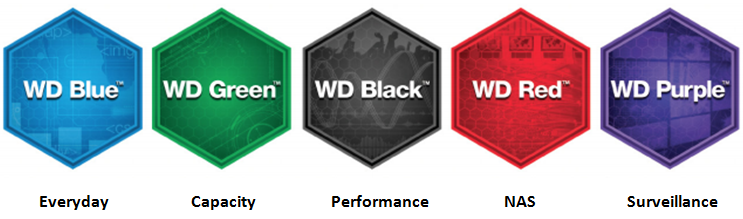 WD Blue™ WD Green™ WD Black™ WD Red™ WD Purple™
Everyday Capacity Performance NAS Surveillance